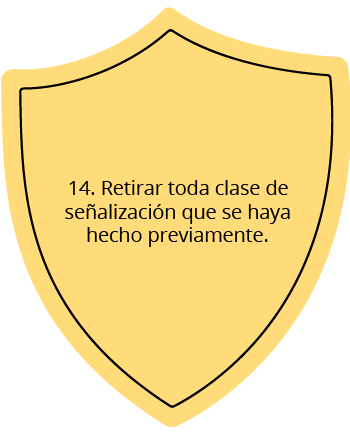 14. Retirar toda clase de
señalización que se haya
hecho previamente.